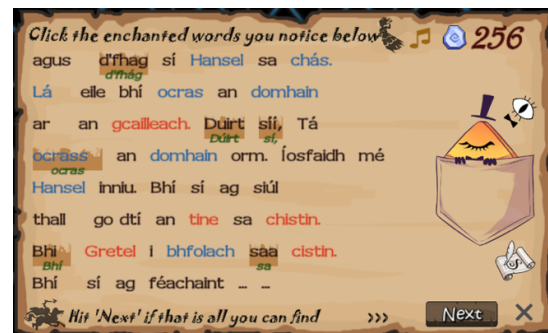 Click the enchanted words you notice below
256
agus d'fhag sí Hansel sa chás.
d'fhág
Lá eile bhí ocras an domhain
ar an gcailleach. Dúirt síí, Tá
Dúirt sí,
ocrass an domhain orm. Íosfaidh mé
ocras
Hansel inniu. Bhí sí ag siúl
thall go dtí an tine sa chistin.
Bhi Gretel i bhfolach saa cistin.
Bhí sa
Bhí sí ag féachaint ... ...
Hit 'Next' if that is all you can find >>> Next